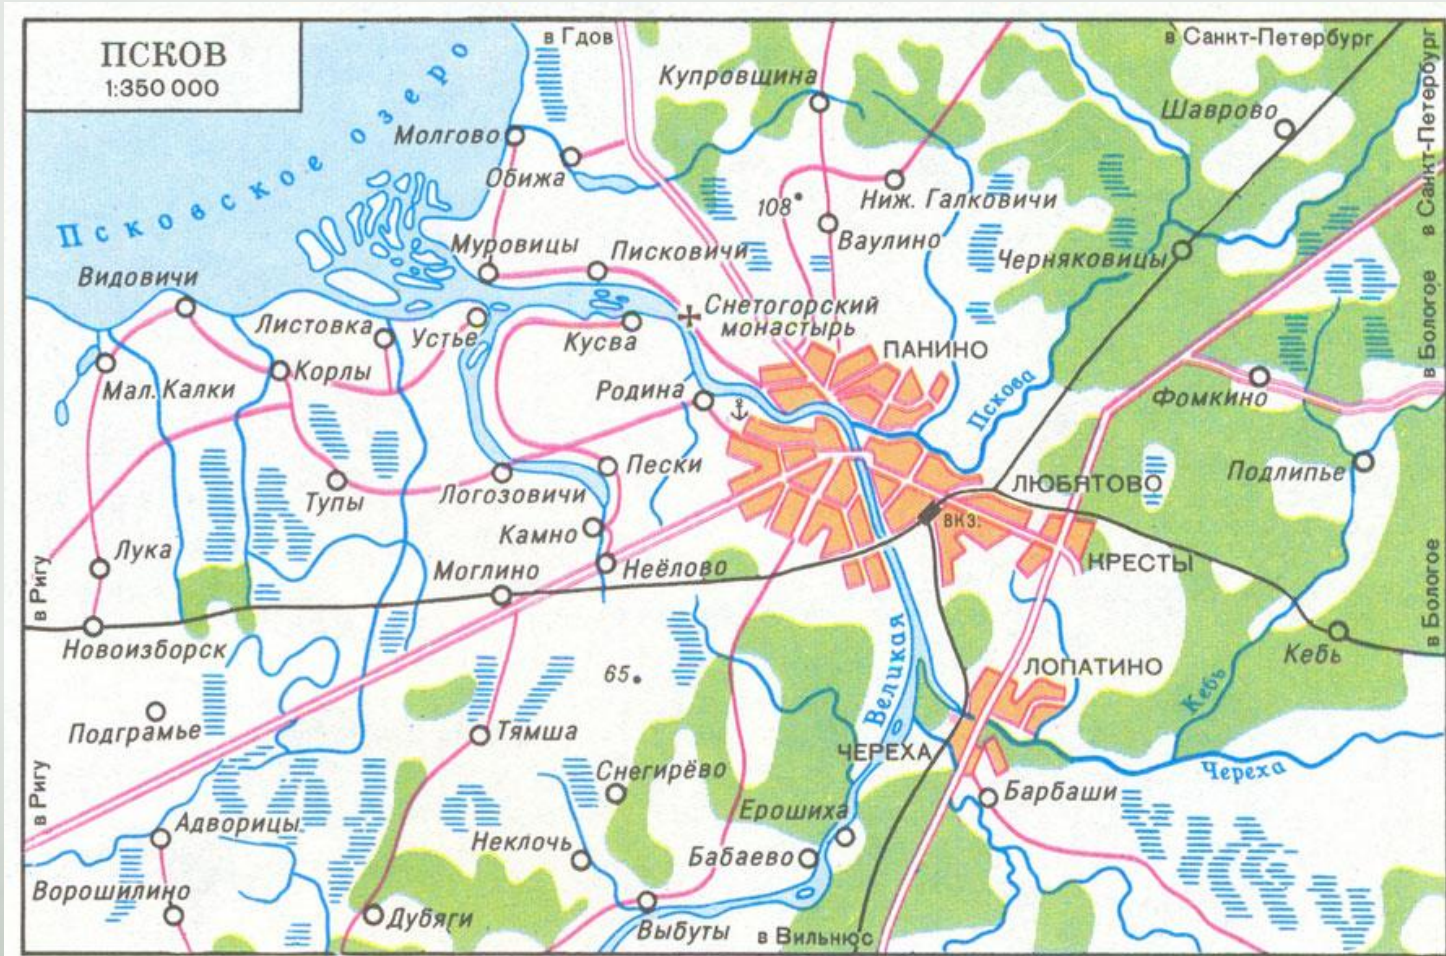 ПСКОВ
1:350 000
Псковское озеро
в Гдов
Купровщина
в Санкт-Петербург
в Санкт-Петербург
Шаврово
Молгово
Обижа
108
Ниж. Галковичи
Ваулино
Черняковицы
Муровицы
Писковичи
Видовичи
Снетогорский
монастырь
Листовка
Устье
Кусва
ПАНИНО
в Бологое
Мал. Калки
Корлы
Родина
Пскова
Фомкино
Тупы
Логозовичи
Пески
ЛЮБЯТОВО
Подлипье
Камно
вкз.
Лука
Моглино
Неёлово
КРЕСТЫ
в Ригу
в Бологое
Новоизборск
65
Великая
ЛОПАТИНО
Кебь
Кебь
Подграмье
Тямша
ЧЕРЕХА
Череха
Снегирёво
Барбаши
в Ригу
Адворицы
Неклочь
Ерошиха
Бабаево
Ворошилино
Дубяги
Выбуты
в Вильнюс